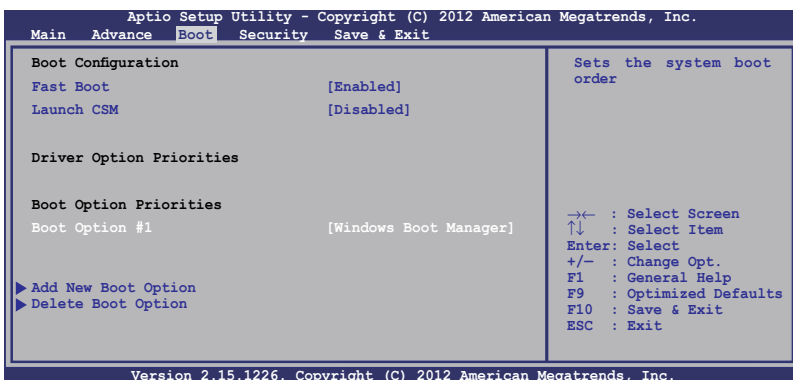 Aptio Setup Utility - Copyright (C) 2012 American Megatrends, Inc.
Main Advance Boot Security Save & Exit
Boot Configuration
Fast Boot [Enabled]
Launch CSM [Disabled]
Driver Option Priorities
Boot Option Priorities
Boot Option #1 [Windows Boot Manager]
Add New Boot Option
Delete Boot Option
Sets the system boot
order
→← : Select Screen
↑↓ : Select Item
Enter: Select
+/— : Change Opt.
F1 : General Help
F9 : Optimized Defaults
F10 : Save & Exit
ESC : Exit
Version 2.15.1226. Copyright (C) 2012 American Megatrends, Inc.